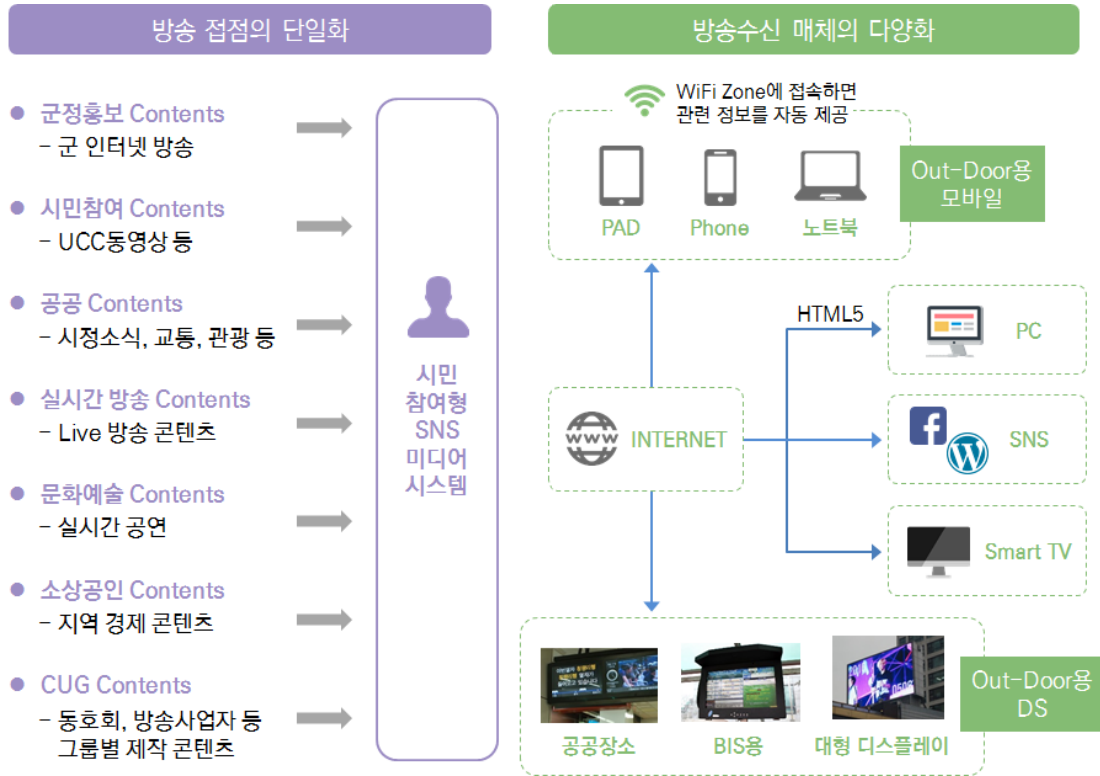 방송 접점의 단일화
● 군정홍보 Contents
- 군 인터넷 방송
● 시민참여 Contents
- UCC동영상 등
● 공공 Contents
- 시정소식, 교통, 관광 등
● 실시간 방송 Contents
- Live 방송 콘텐츠
● 문화예술 Contents
- 실시간 공연
● 소상공인 Contents
- 지역 경제 콘텐츠
● CUG Contents
- 동호회, 방송사업자 등
그룹별 제작 콘텐츠
시민
참여형
SNS
미디어
시스템
방송수신 매체의 다양화
WiFi Zone에 접속하면
관련 정보를 자동 제공
PAD
Phone
노트북
Out-Door용
모바일
WWW
INTERNET
HTML5
PC
SNS
Smart TV
공공장소
BIS용
대형 디스플레이
Out-Door용
DS